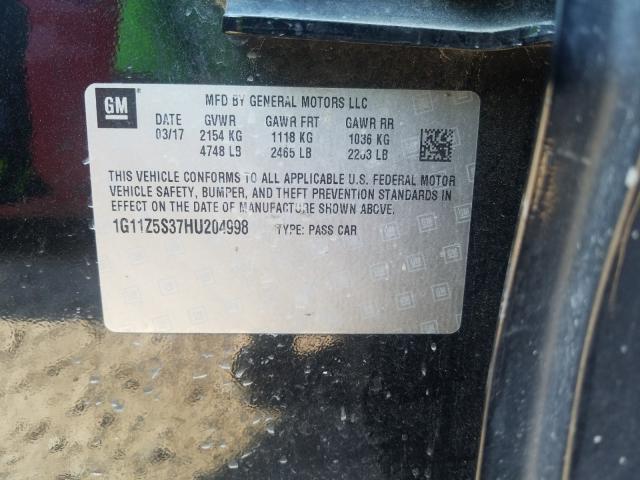 GM
MFD BY GENERAL MOTORS LLC
DATE GVWR GAWR FRT GAWR RR
03/17 2154 KG 1118 KG 1036 KG
4748 LB 2465 LB 2283 LB
THIS VEHICLE CONFORMS TO ALL APPLICABLE U.S. FEDERAL MOTOR
VEHICLE SAFETY, BUMPER, AND THEFT PREVENTION STANDARDS IN
EFFECT ON THE DATE OF MANUFACTURE SHOWN ABOVE.
1G11Z5S37HU204998 TYPE: PASS CAR